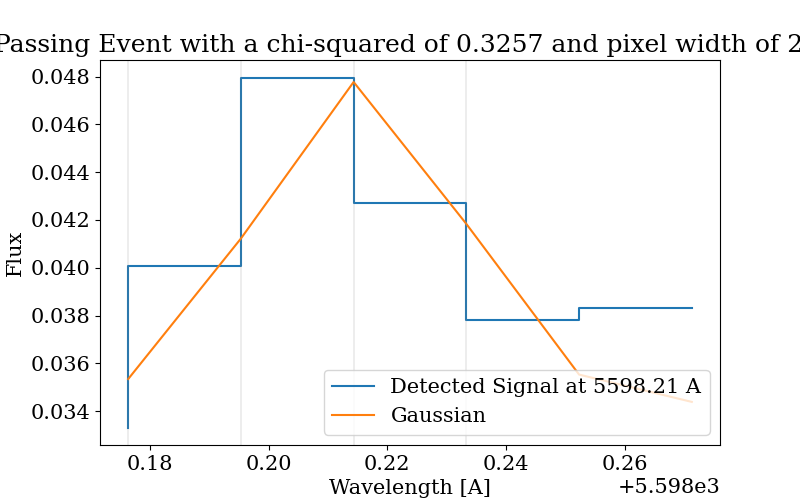 Passing Event with a chi-squared of 0.3257 and pixel width of 2
0.048
0.046
0.044
0.042
0.040
0.038
0.036
0.034
Flux
Detected Signal at 5598.21 A
Gaussian
0.18
0.20
0.22
0.24
0.26
Wavelength [A]
+5.598e3